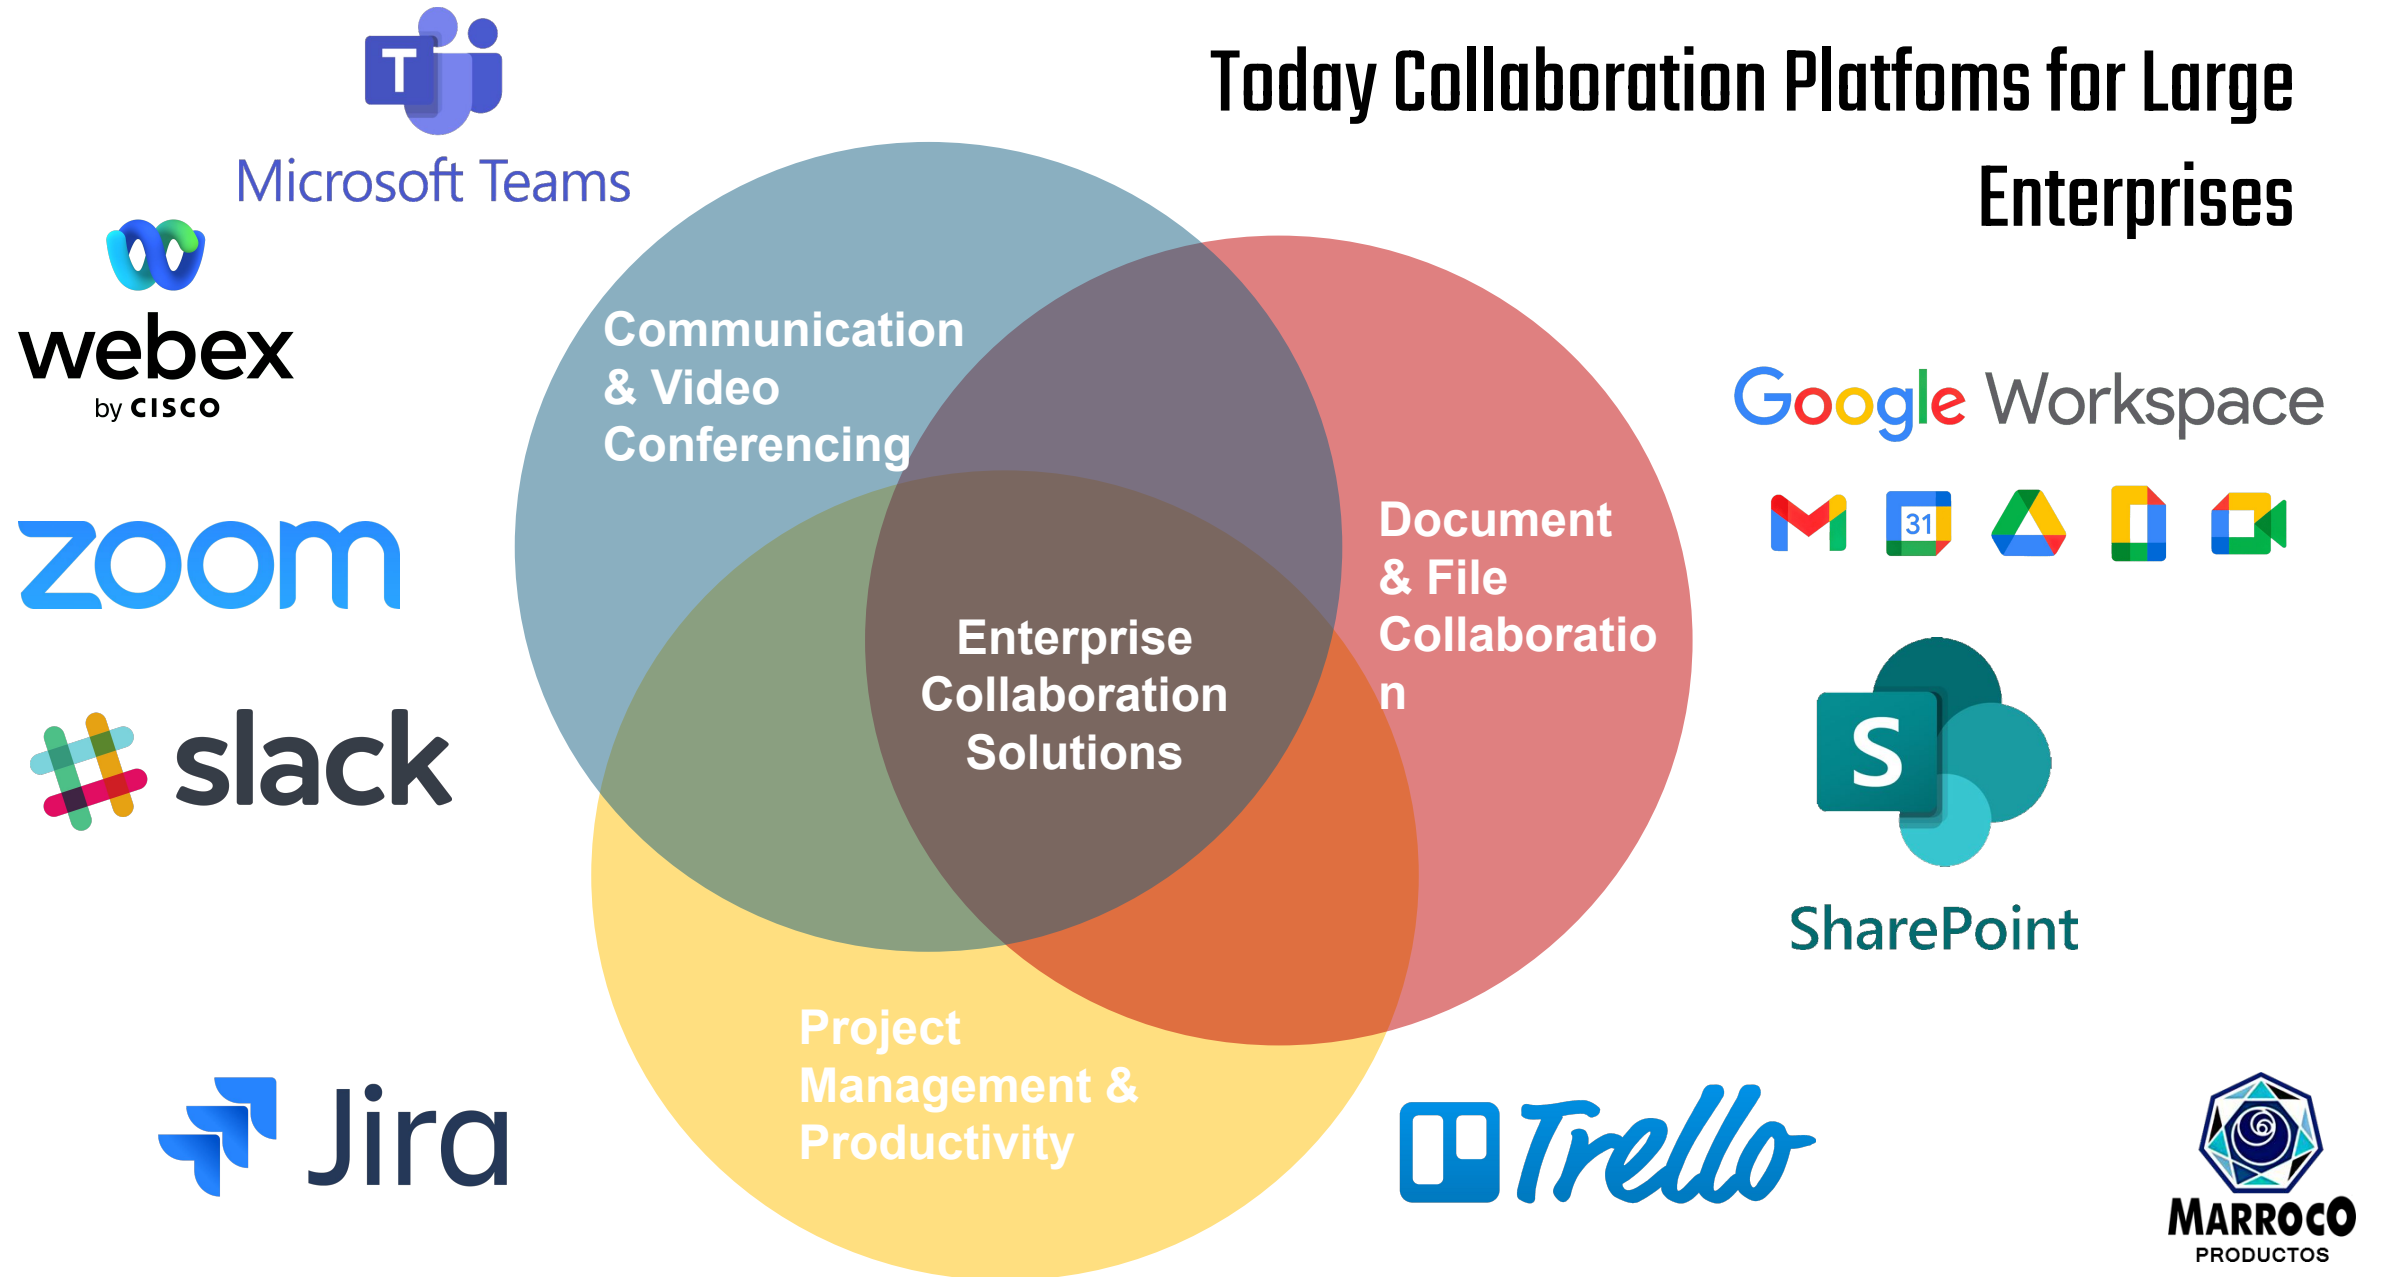 Today Collaboration Platfoms for Large
Enterprises
T
Microsoft Teams
webex
by CISCO
zoom
slack
Jira
Communication
& Video
Conferencing
Document
& File
Collaboratio
n
Enterprise
Collaboration
Solutions
Project
Management &
Productivity
Google Workspace
31
S
SharePoint
Trello
MARROCO
PRODUCTOS